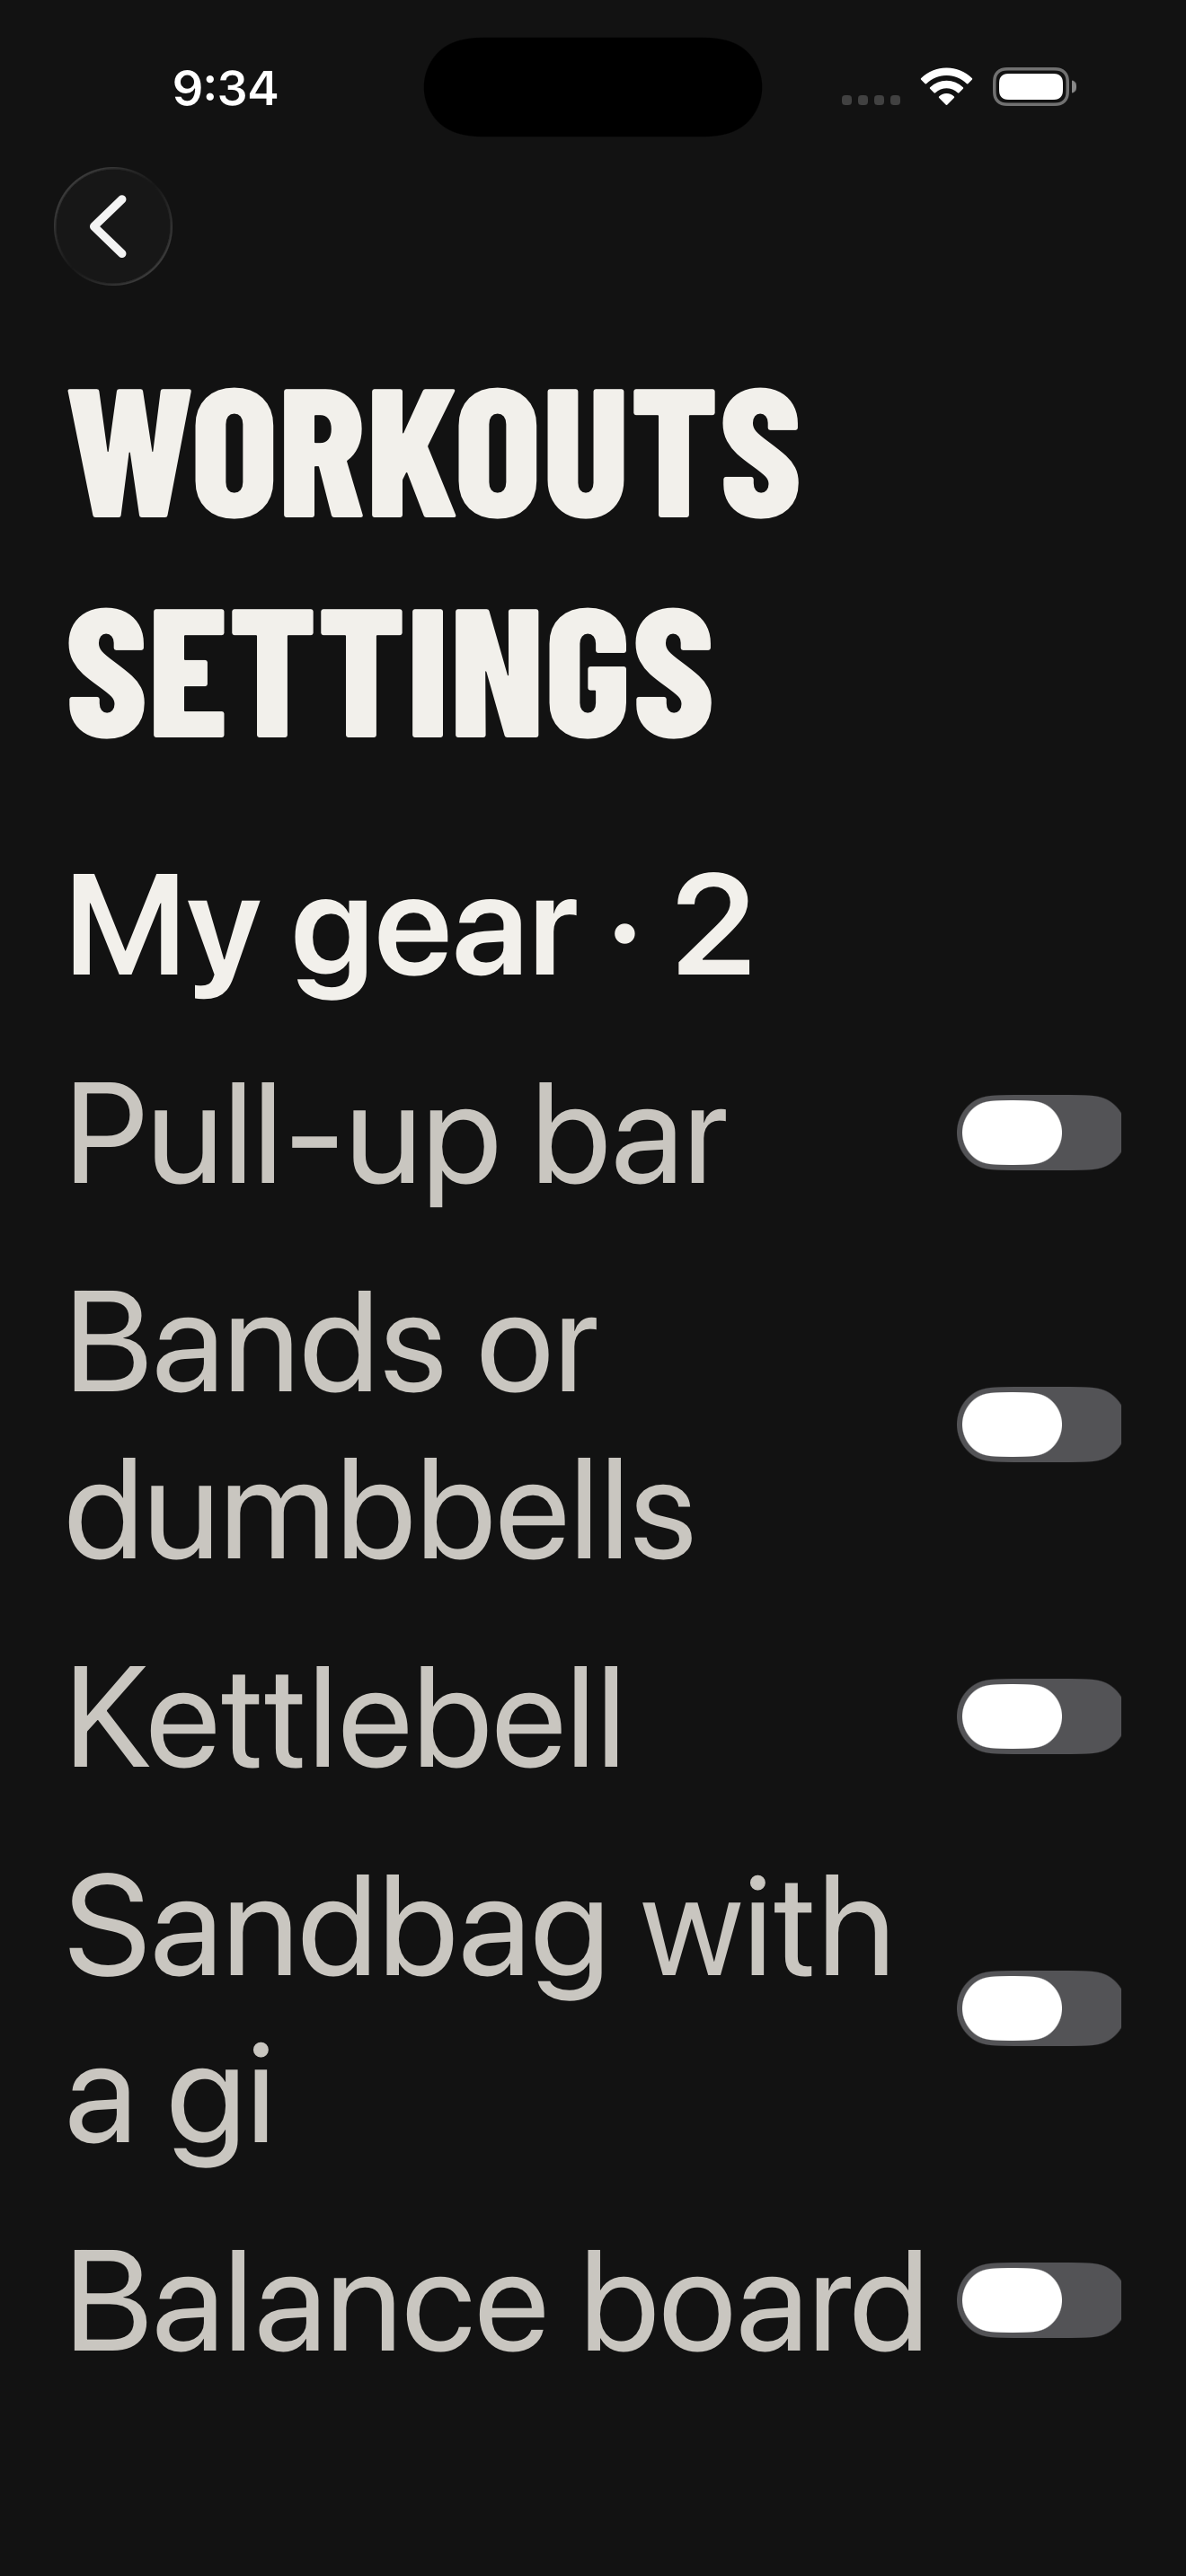 9:34
WORKOUTS
SETTINGS
My gear · 2
Pull-up bar
Bands or
dumbbells
Kettlebell
Sandbag with
a gi
Balance board